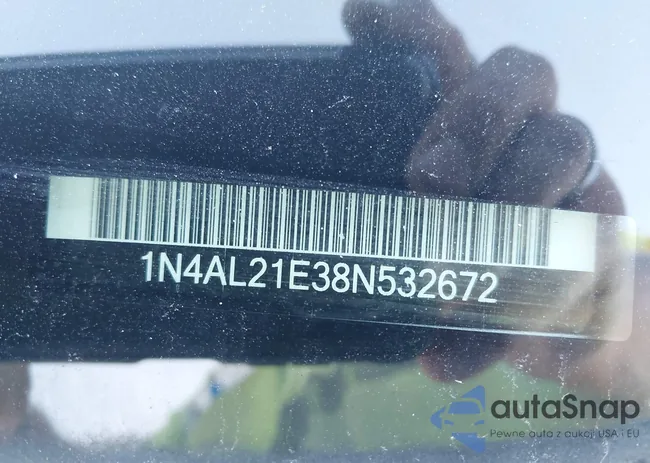 1N4AL21E38N532672
autaSnap
Pewne auta z aukcji USA i EU